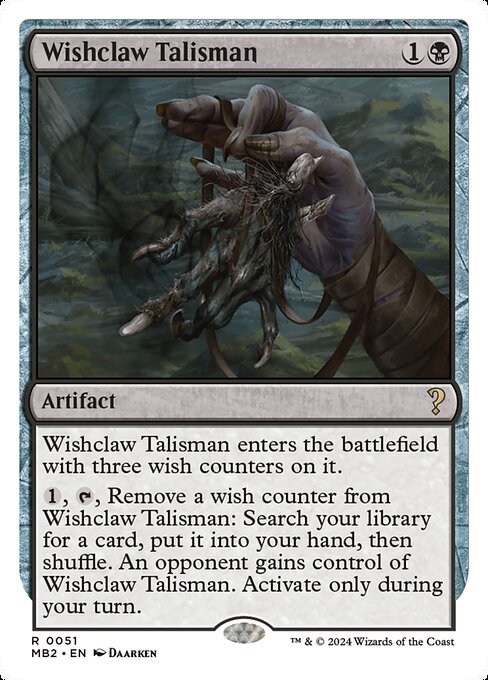 Wishclaw Talisman 1
Artifact
Wishclaw Talisman enters the battlefield
with three wish counters on it.
1, , Remove a wish counter from
Wishclaw Talisman: Search your library
for a card, put it into your hand, then
shuffle. An opponent gains control of
Wishclaw Talisman. Activate only during
your turn.
R 0051
MB2 • EN DAARKEN
™ & © 2024 Wizards of the Coast